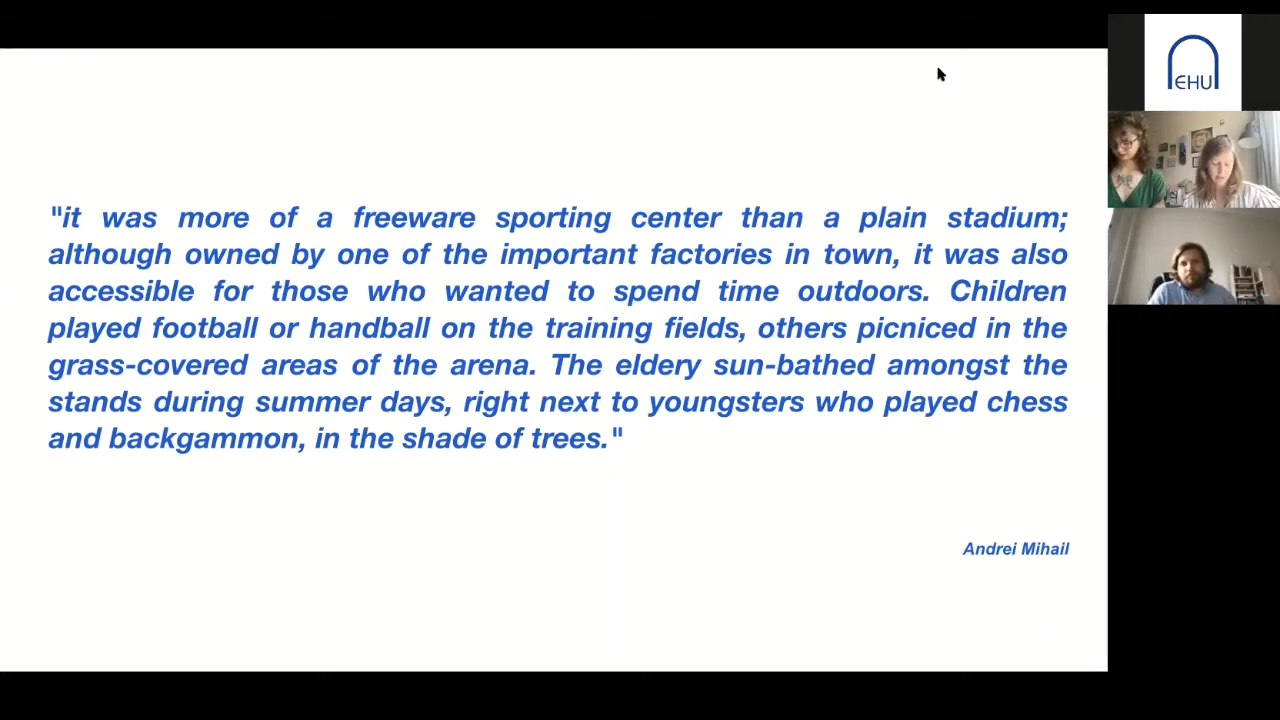 "it was more of a freeware sporting center than a plain stadium;
although owned by one of the important factories in town, it was also
accessible for those who wanted to spend time outdoors. Children
played football or handball on the training fields, others picniced in the
grass-covered areas of the arena. The eldery sun-bathed amongst the
stands during summer days, right next to youngsters who played chess
and backgammon, in the shade of trees."
Andrei Mihail
EHU